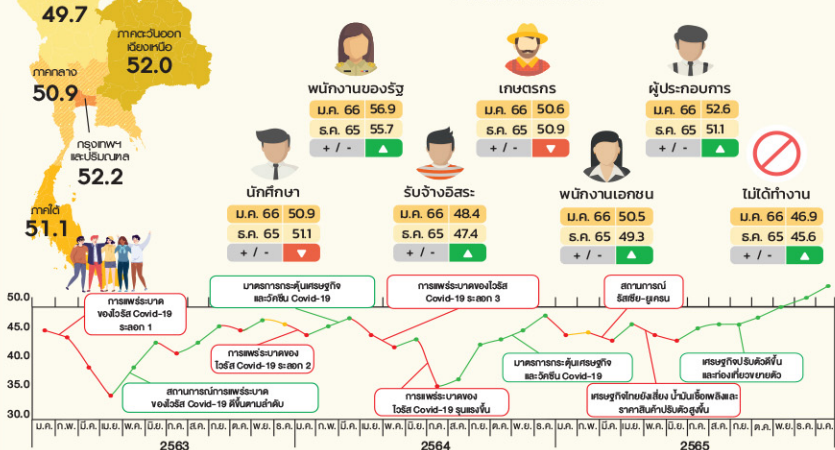 49.7
ภาคตะวันออก
เฉียงเหนือ
52.0
ภาคกลาง
50.9
กรุงเทพฯ
และปริมณฑล
52.2
ภาคใต้
51.1
พนักงานของรัฐ
ม.ค. 66 56.9
ธ.ค. 65 55.7
+ / -
เกษตรกร
ม.ค. 66 50.6
ธ.ค. 65 50.9
+ / -
ผู้ประกอบการ
ม.ค. 66 52.6
ธ.ค. 65 51.1
+ / -
นักศึกษา
ม.ค. 66 50.9
ธ.ค. 65 51.1
+ / -
รับจ้างอิสระ
ม.ค. 66 48.4
ธ.ค. 65 47.4
+ / -
พนักงานเอกชน
ม.ค. 66 50.5
ธ.ค. 65 49.3
+ / -
ไม่ได้ทำงาน
ม.ค. 66 46.9
ธ.ค. 65 45.6
+ / -
50.0
45.0
40.0
35.0
30.0
การแพร่ระบาด
ของไวรัส Covid-19
ระลอก 1
มาตรการกระตุ้นเศรษฐกิจ
และวัคซีน Covid-19
การแพร่ระบาดของไวรัส
Covid-19 ระลอก 3
สถานการณ์
รัสเซีย-ยูเครน
การแพร่ระบาดของ
ไวรัส Covid-19 ระลอก 2
มาตรการกระตุ้นเศรษฐกิจ
และวัคซีน Covid-19
เศรษฐกิจปรับตัวดีขึ้น
และท่องเที่ยวขยายตัว
สถานการณ์การแพร่ระบาด
ของไวรัส Covid-19 ดีขึ้นตามลำดับ
การแพร่ระบาดของ
ไวรัส Covid-19 รุนแรงขึ้น
เศรษฐกิจไทยยังเสี่ยง น้ำมันเชื้อเพลิงและ
ราคาสินค้าปรับตัวสูงขึ้น
ม.ค. ก.พ. มี.ค. เม.ย. พ.ค. มิ.ย. ก.ค. ส.ค. ก.ย. ต.ค. พ.ย. ธ.ค. ม.ค. ก.พ. มี.ค. เม.ย. พ.ค. มิ.ย. ก.ค. ส.ค. ก.ย. ต.ค. พ.ย. ธ.ค. ม.ค. ก.พ. มี.ค. เม.ย. พ.ค. มิ.ย. ก.ค. ส.ค. ก.ย. ต.ค. พ.ย. ธ.ค. ม.ค.
2563 2564 2565